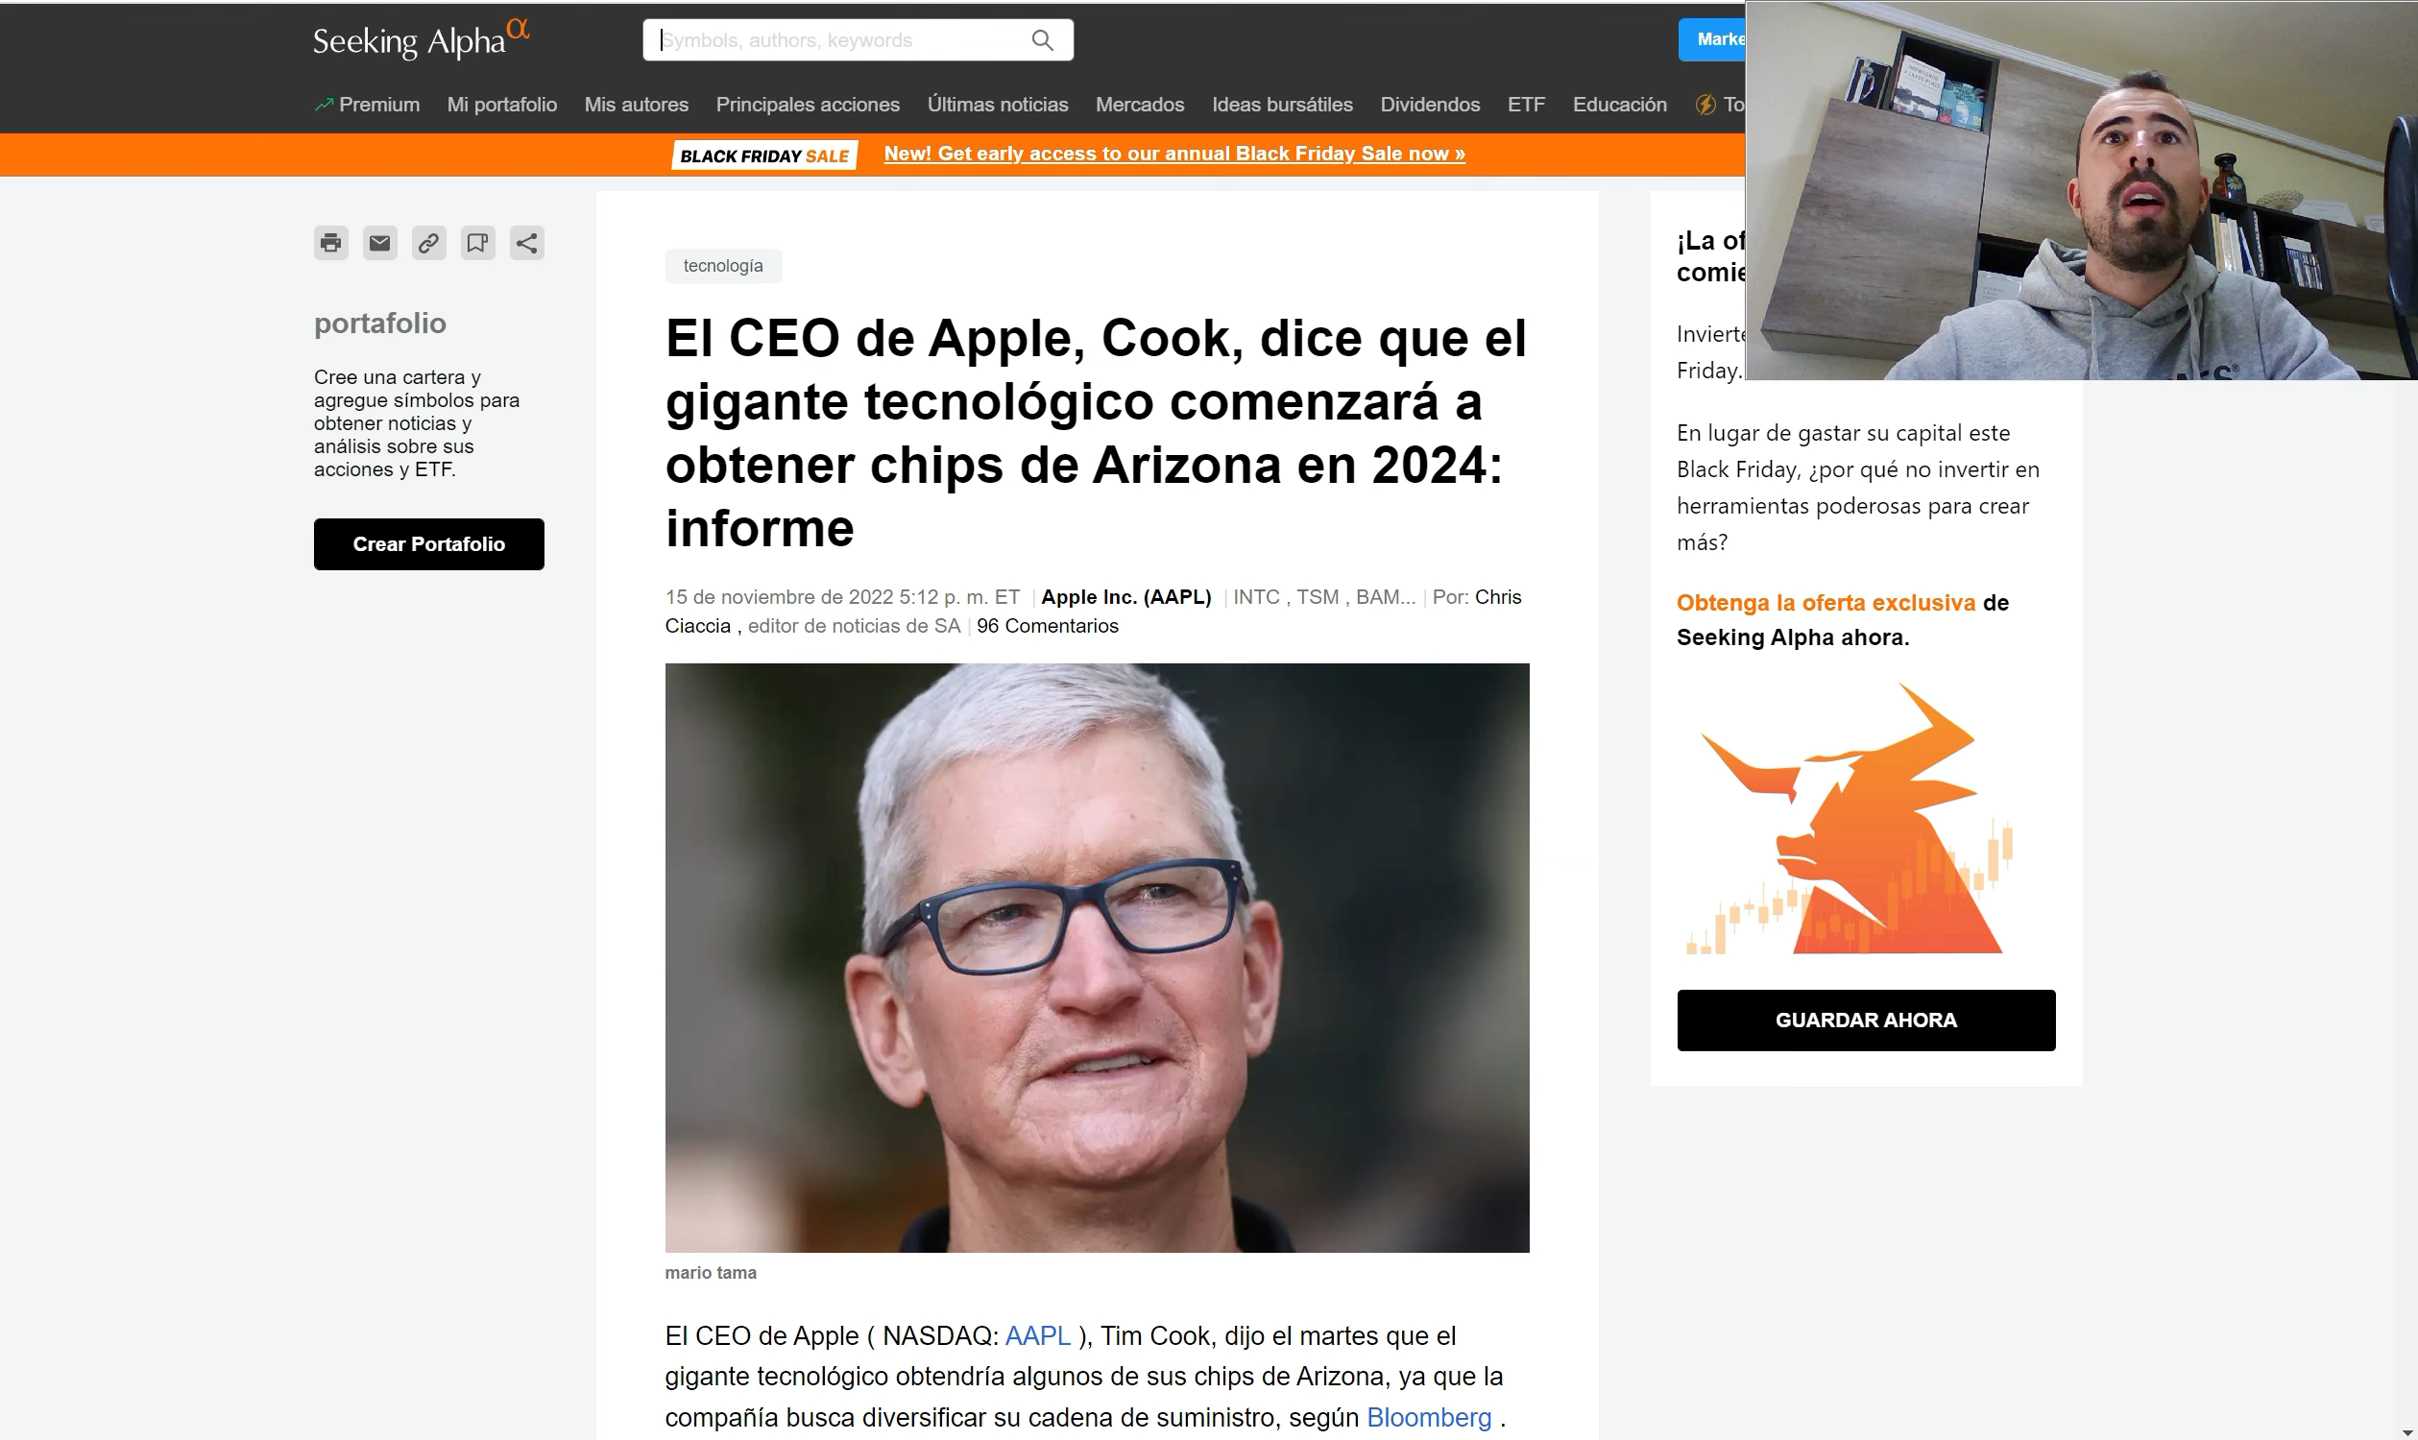 Seeking Alpha α
Symbols, authors, keywords
Marke
Premium Mi portafolio Mis autores Principales acciones Últimas noticias Mercados Ideas bursátiles Dividendos ETF Educación To
BLACK FRIDAY SALE New! Get early access to our annual Black Friday Sale now »
portafolio
Cree una cartera y
agregue símbolos para
obtener noticias y
análisis sobre sus
acciones y ETF.
Crear Portafolio
tecnología
El CEO de Apple, Cook, dice que el
gigante tecnológico comenzará a
obtener chips de Arizona en 2024:
informe
15 de noviembre de 2022 5:12 p. m. ET | Apple Inc. (AAPL) | INTC , TSM , BAM... | Por: Chris
Ciaccia , editor de noticias de SA | 96 Comentarios
mario tama
El CEO de Apple ( NASDAQ: AAPL ), Tim Cook, dijo el martes que el
gigante tecnológico obtendría algunos de sus chips de Arizona, ya que la
compañía busca diversificar su cadena de suministro, según Bloomberg .
¡La of
comie
Invierte
Friday.
En lugar de gastar su capital este
Black Friday, ¿por qué no invertir en
herramientas poderosas para crear
más?
Obtenga la oferta exclusiva de
Seeking Alpha ahora.
GUARDAR AHORA